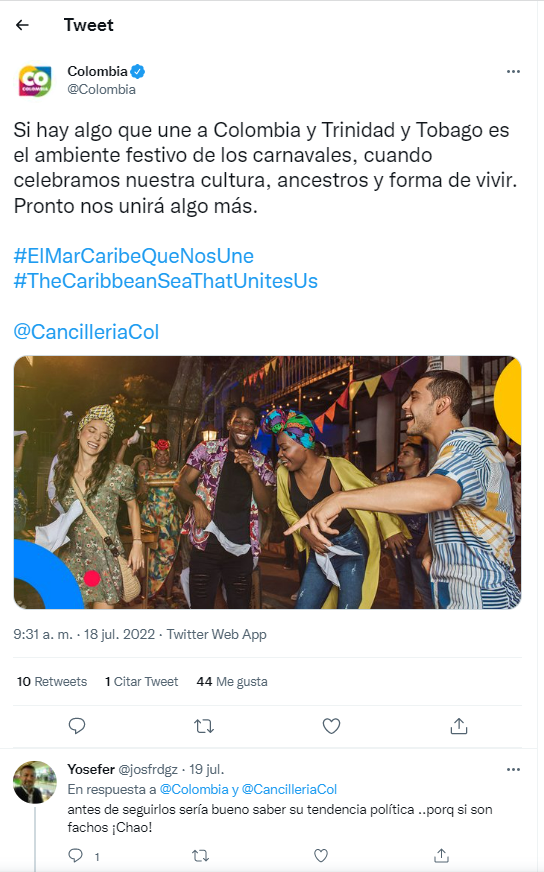 Tweet
CO
COLOMBIA
Colombia
@Colombia
Si hay algo que une a Colombia y Trinidad y Tobago es
el ambiente festivo de los carnavales, cuando
celebramos nuestra cultura, ancestros y forma de vivir.
Pronto nos unirá algo más.
#ElMarCaribeQueNosUne
#TheCaribbeanSeaThatUnitesUs
@CancilleriaCol
9:31 a. m. · 18 jul. 2022 · Twitter Web App
10 Retweets 1 Citar Tweet 44 Me gusta
Yosefer @josfrdgz · 19 jul.
En respuesta a @Colombia y @CancilleriaCol
antes de seguirlos sería bueno saber su tendencia política ..porq si son
fachos ¡Chao!
1